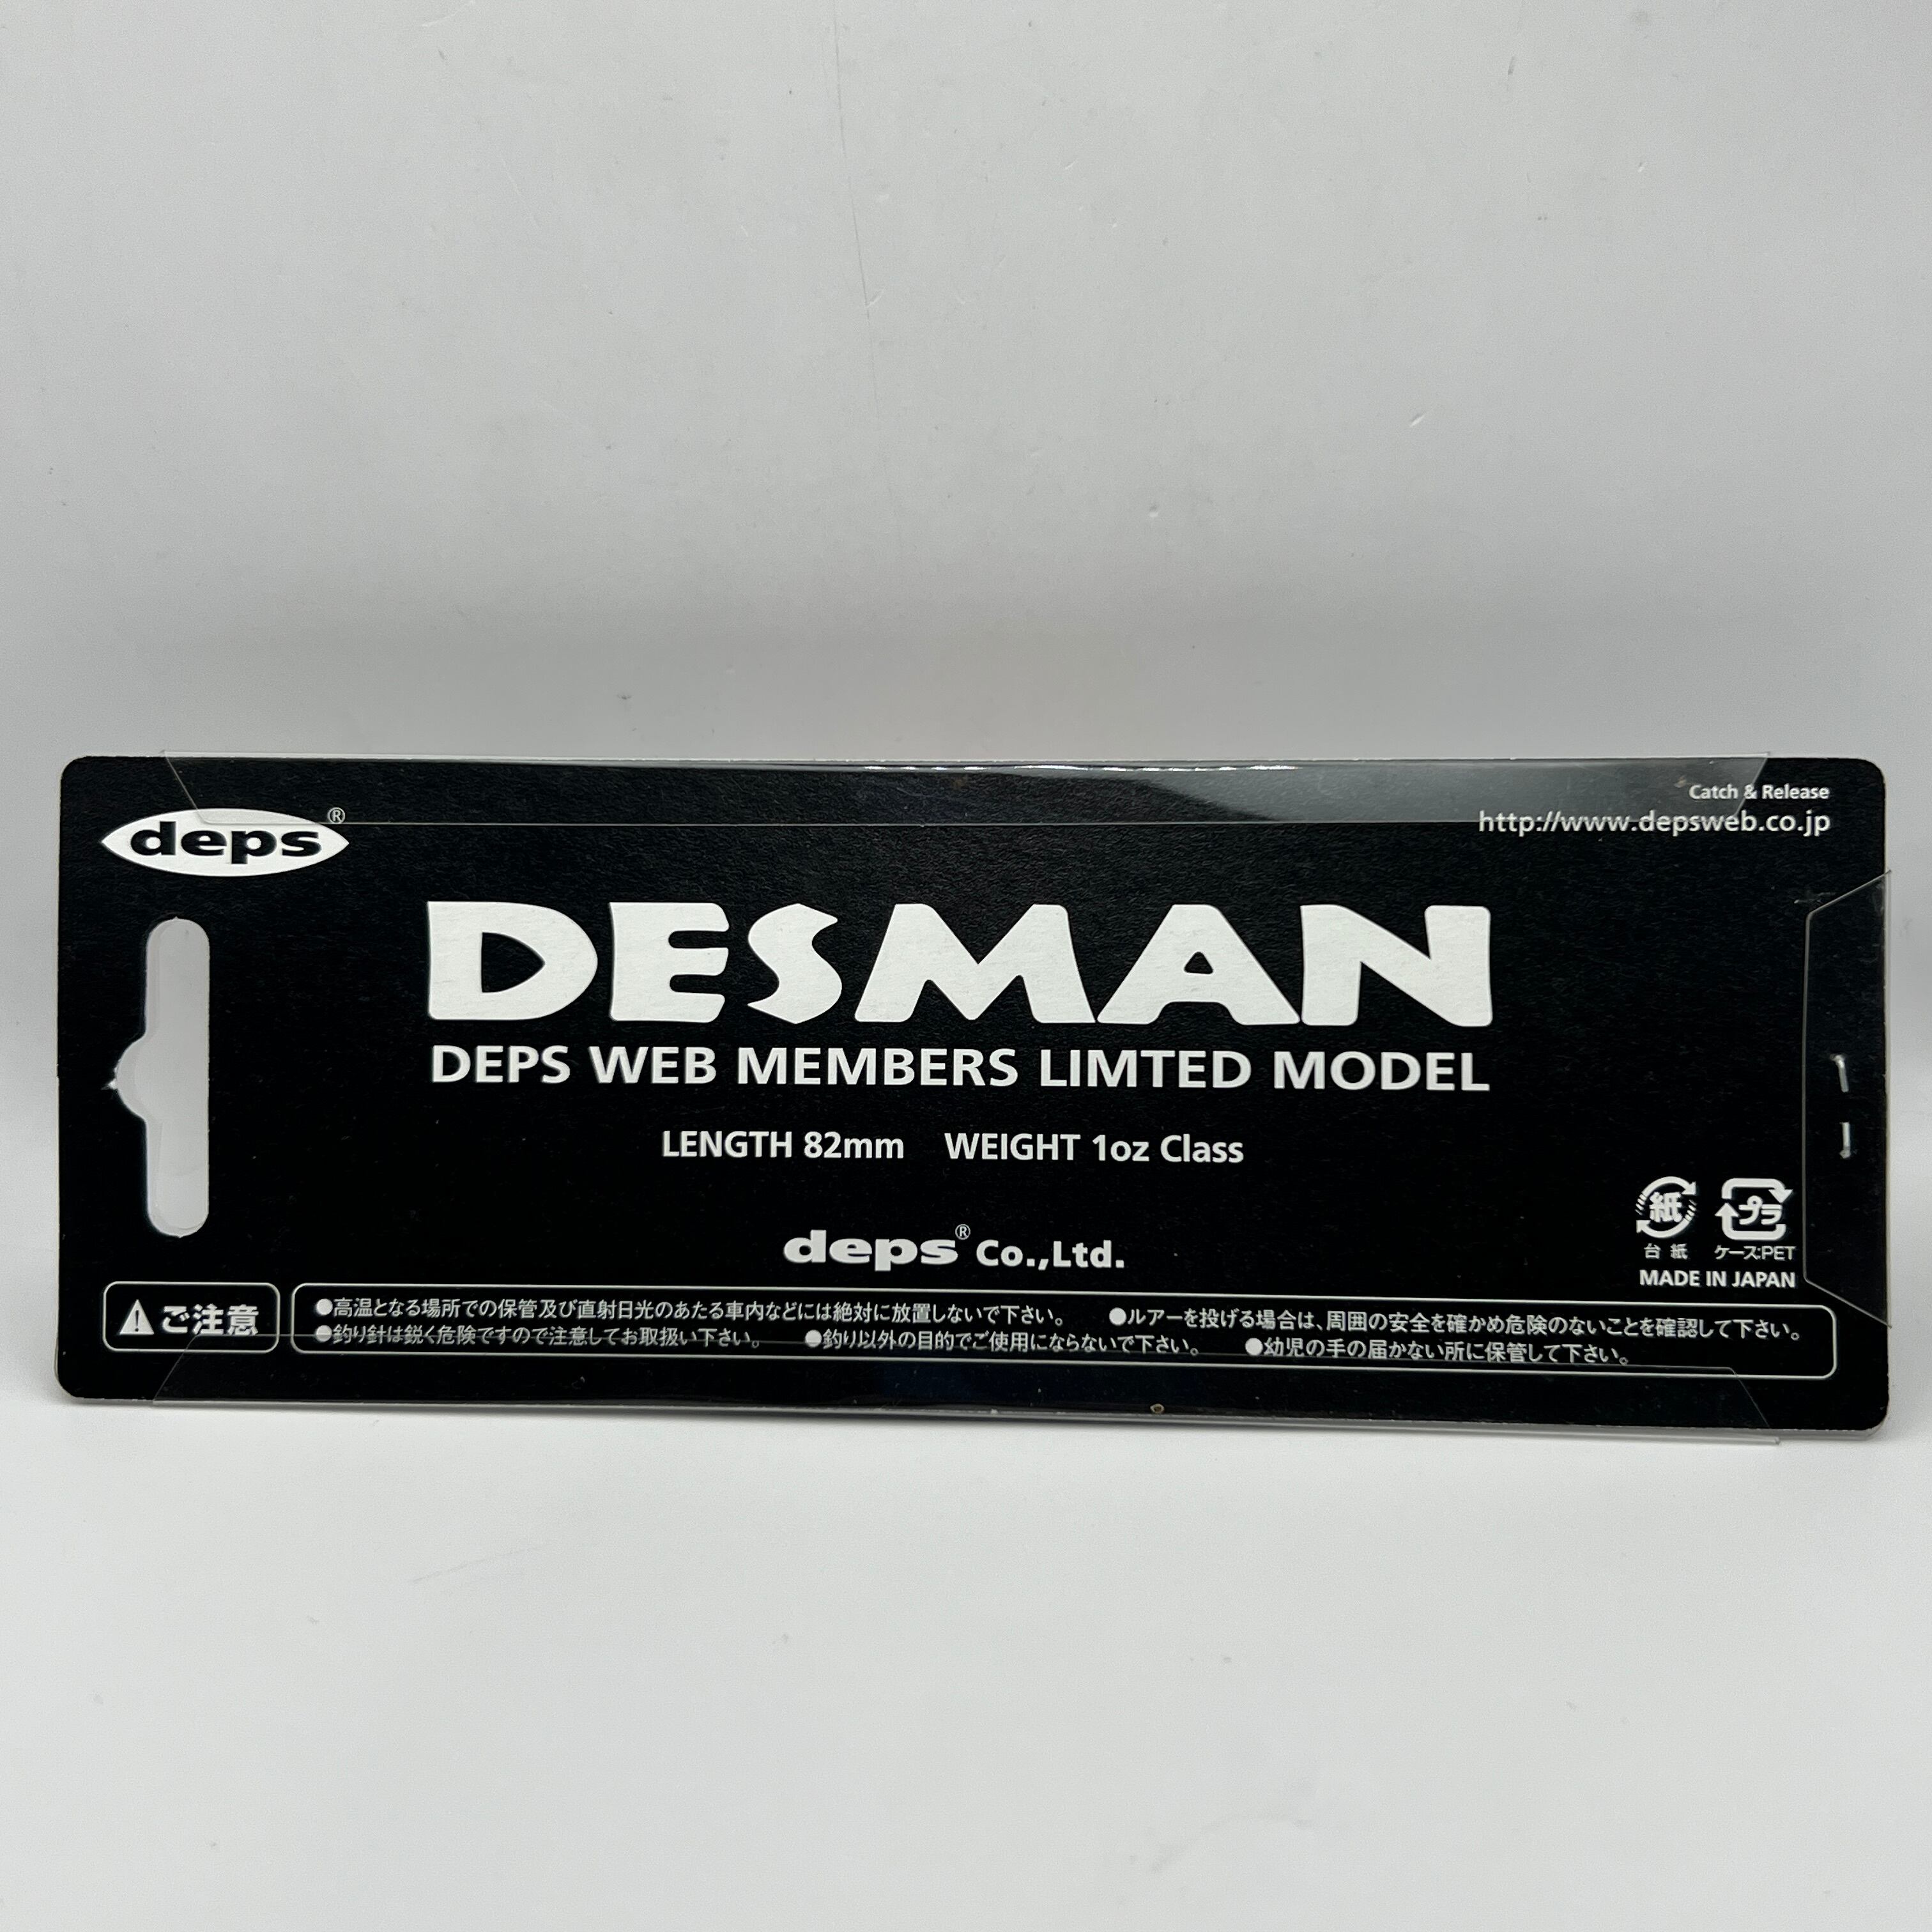 deps®
Catch & Release
http://www.depsweb.co.jp
DESMAN
DEPS WEB MEMBERS LIMTED MODEL
LENGTH 82mm WEIGHT 1oz Class
deps® Co.,Ltd.
紙 プラ
台紙 ケース:PET
MADE IN JAPAN
ご注意
●高温となる場所での保管及び直射日光のあたる車内などには絶対に放置しないで下さい。 ●ルアーを投げる場合は、周囲の安全を確かめ危険のないことを確認して下さい。
●釣り針は鋭く危険ですので注意してお取扱い下さい。 ●釣り以外の目的でご使用にならないで下さい。 ●幼児の手の届かない所に保管して下さい。